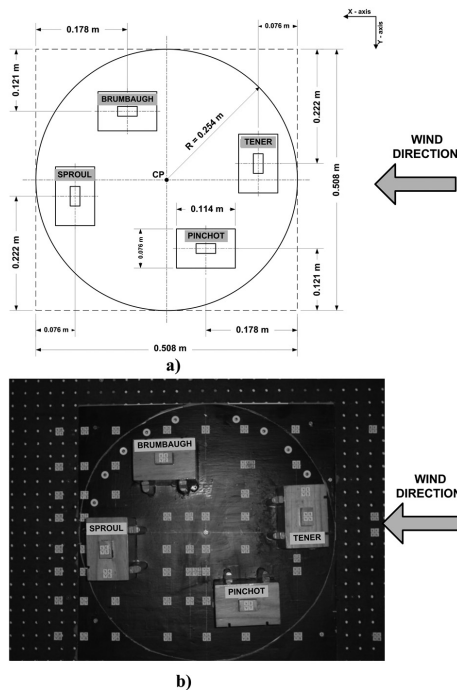 X - axis
Y - axis
0.178 m
0.076 m
0.121 m
BRUMBAUGH
R = 0.254 m
0.222 m
TENER
WIND
DIRECTION
SPROUL
CP
0.508 m
0.114 m
PINCHOT
0.076 m
0.222 m
0.121 m
0.076 m
0.178 m
0.508 m
a)
BRUMBAUGH
WIND
DIRECTION
SPROUL
TENER
PINCHOT
b)